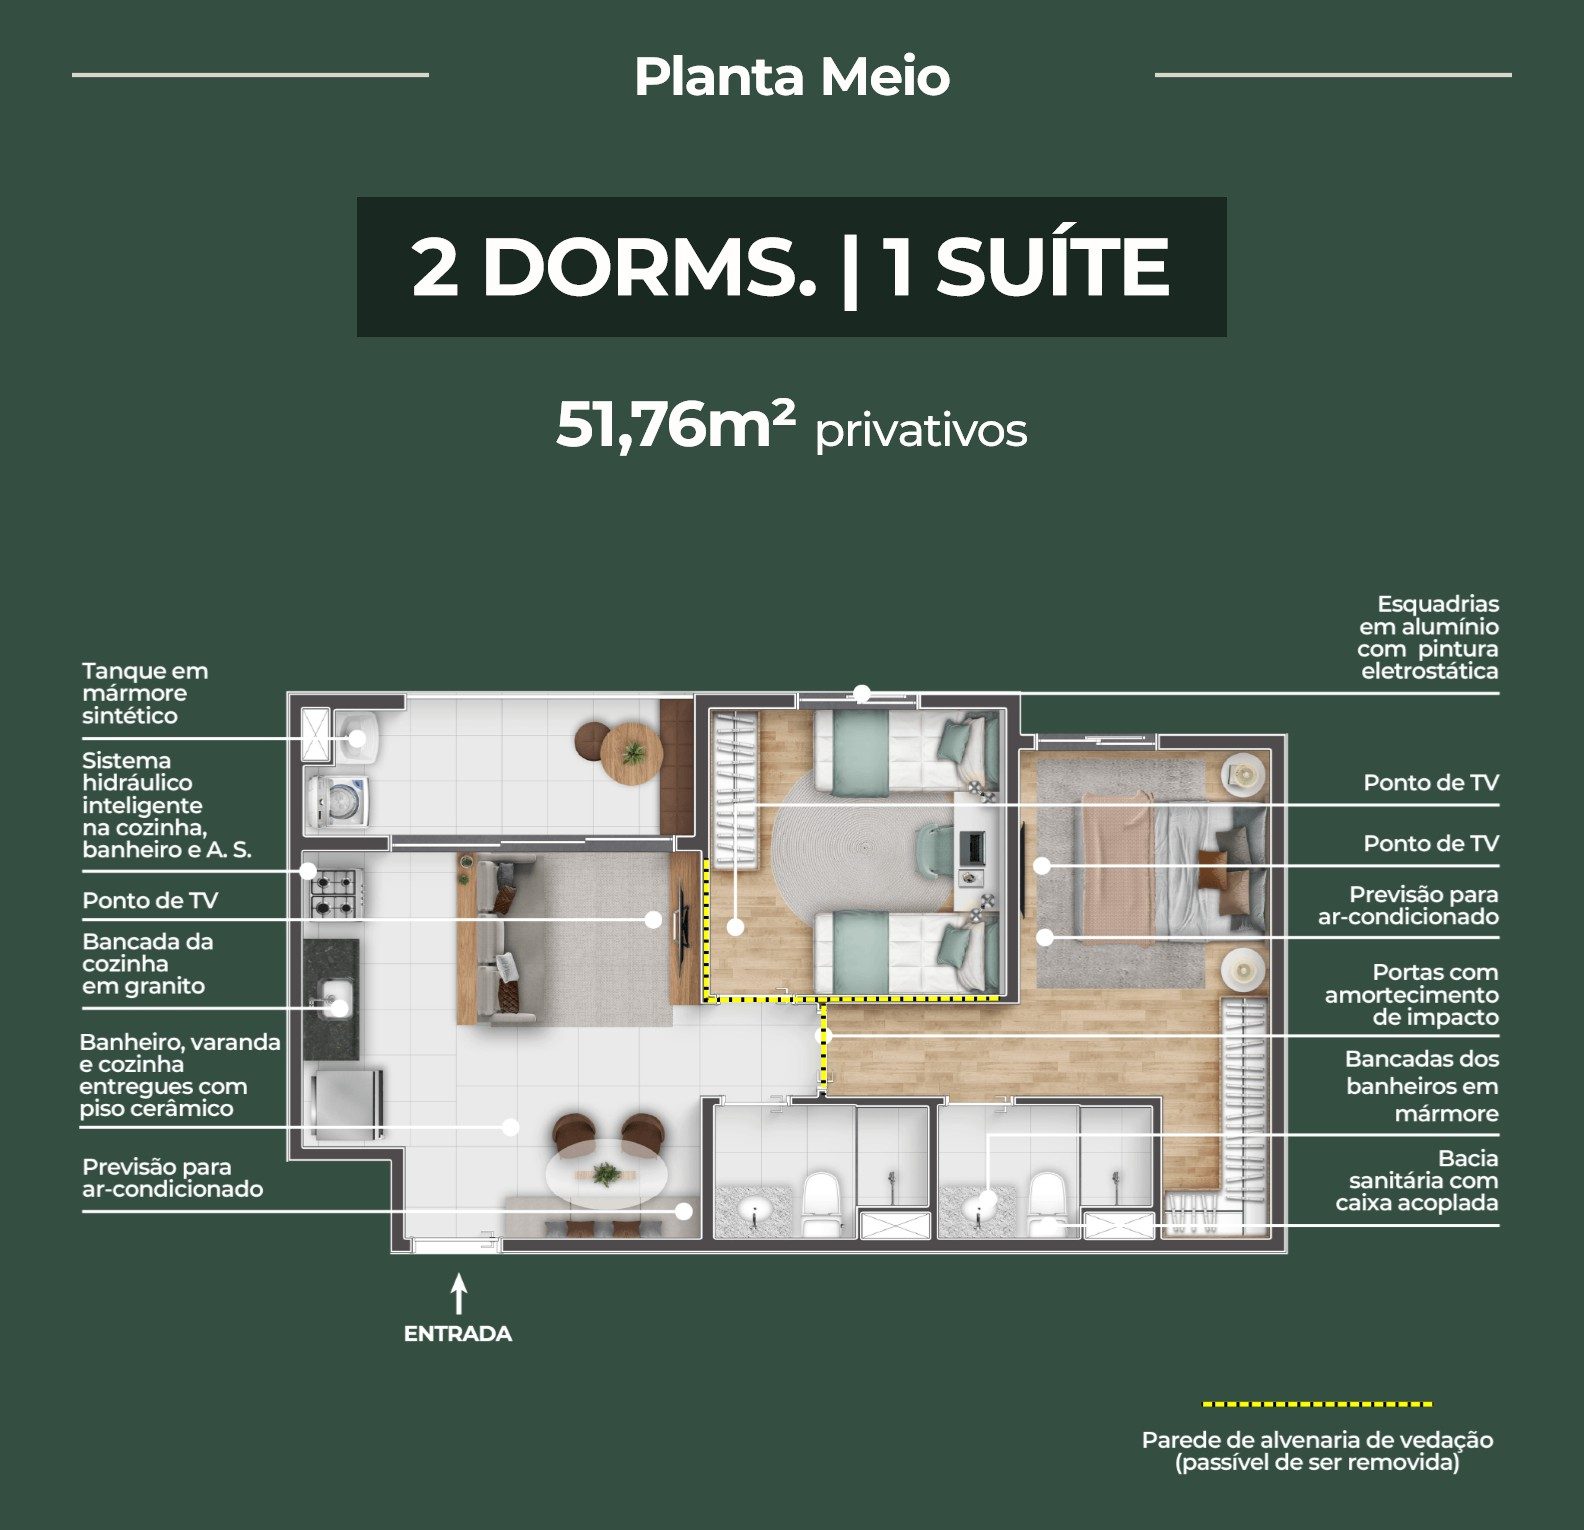 Planta Meio
2 DORMS. | 1 SUÍTE
51,76m² privativos
Tanque em
mármore
sintético
Sistema
hidráulico
inteligente
na cozinha,
banheiro e A. S.
Ponto de TV
Bancada da
cozinha
em granito
Banheiro, varanda
e cozinha
entregues com
piso cerâmico
Previsão para
ar-condicionado
Esquadrias
em alumínio
com pintura
eletrostática
Ponto de TV
Ponto de TV
Previsão para
ar-condicionado
Portas com
amortecimento
de impacto
Bancadas dos
banheiros em
mármore
Bacia
sanitária com
caixa acoplada
ENTRADA
Parede de alvenaria de vedação
(passível de ser removida)